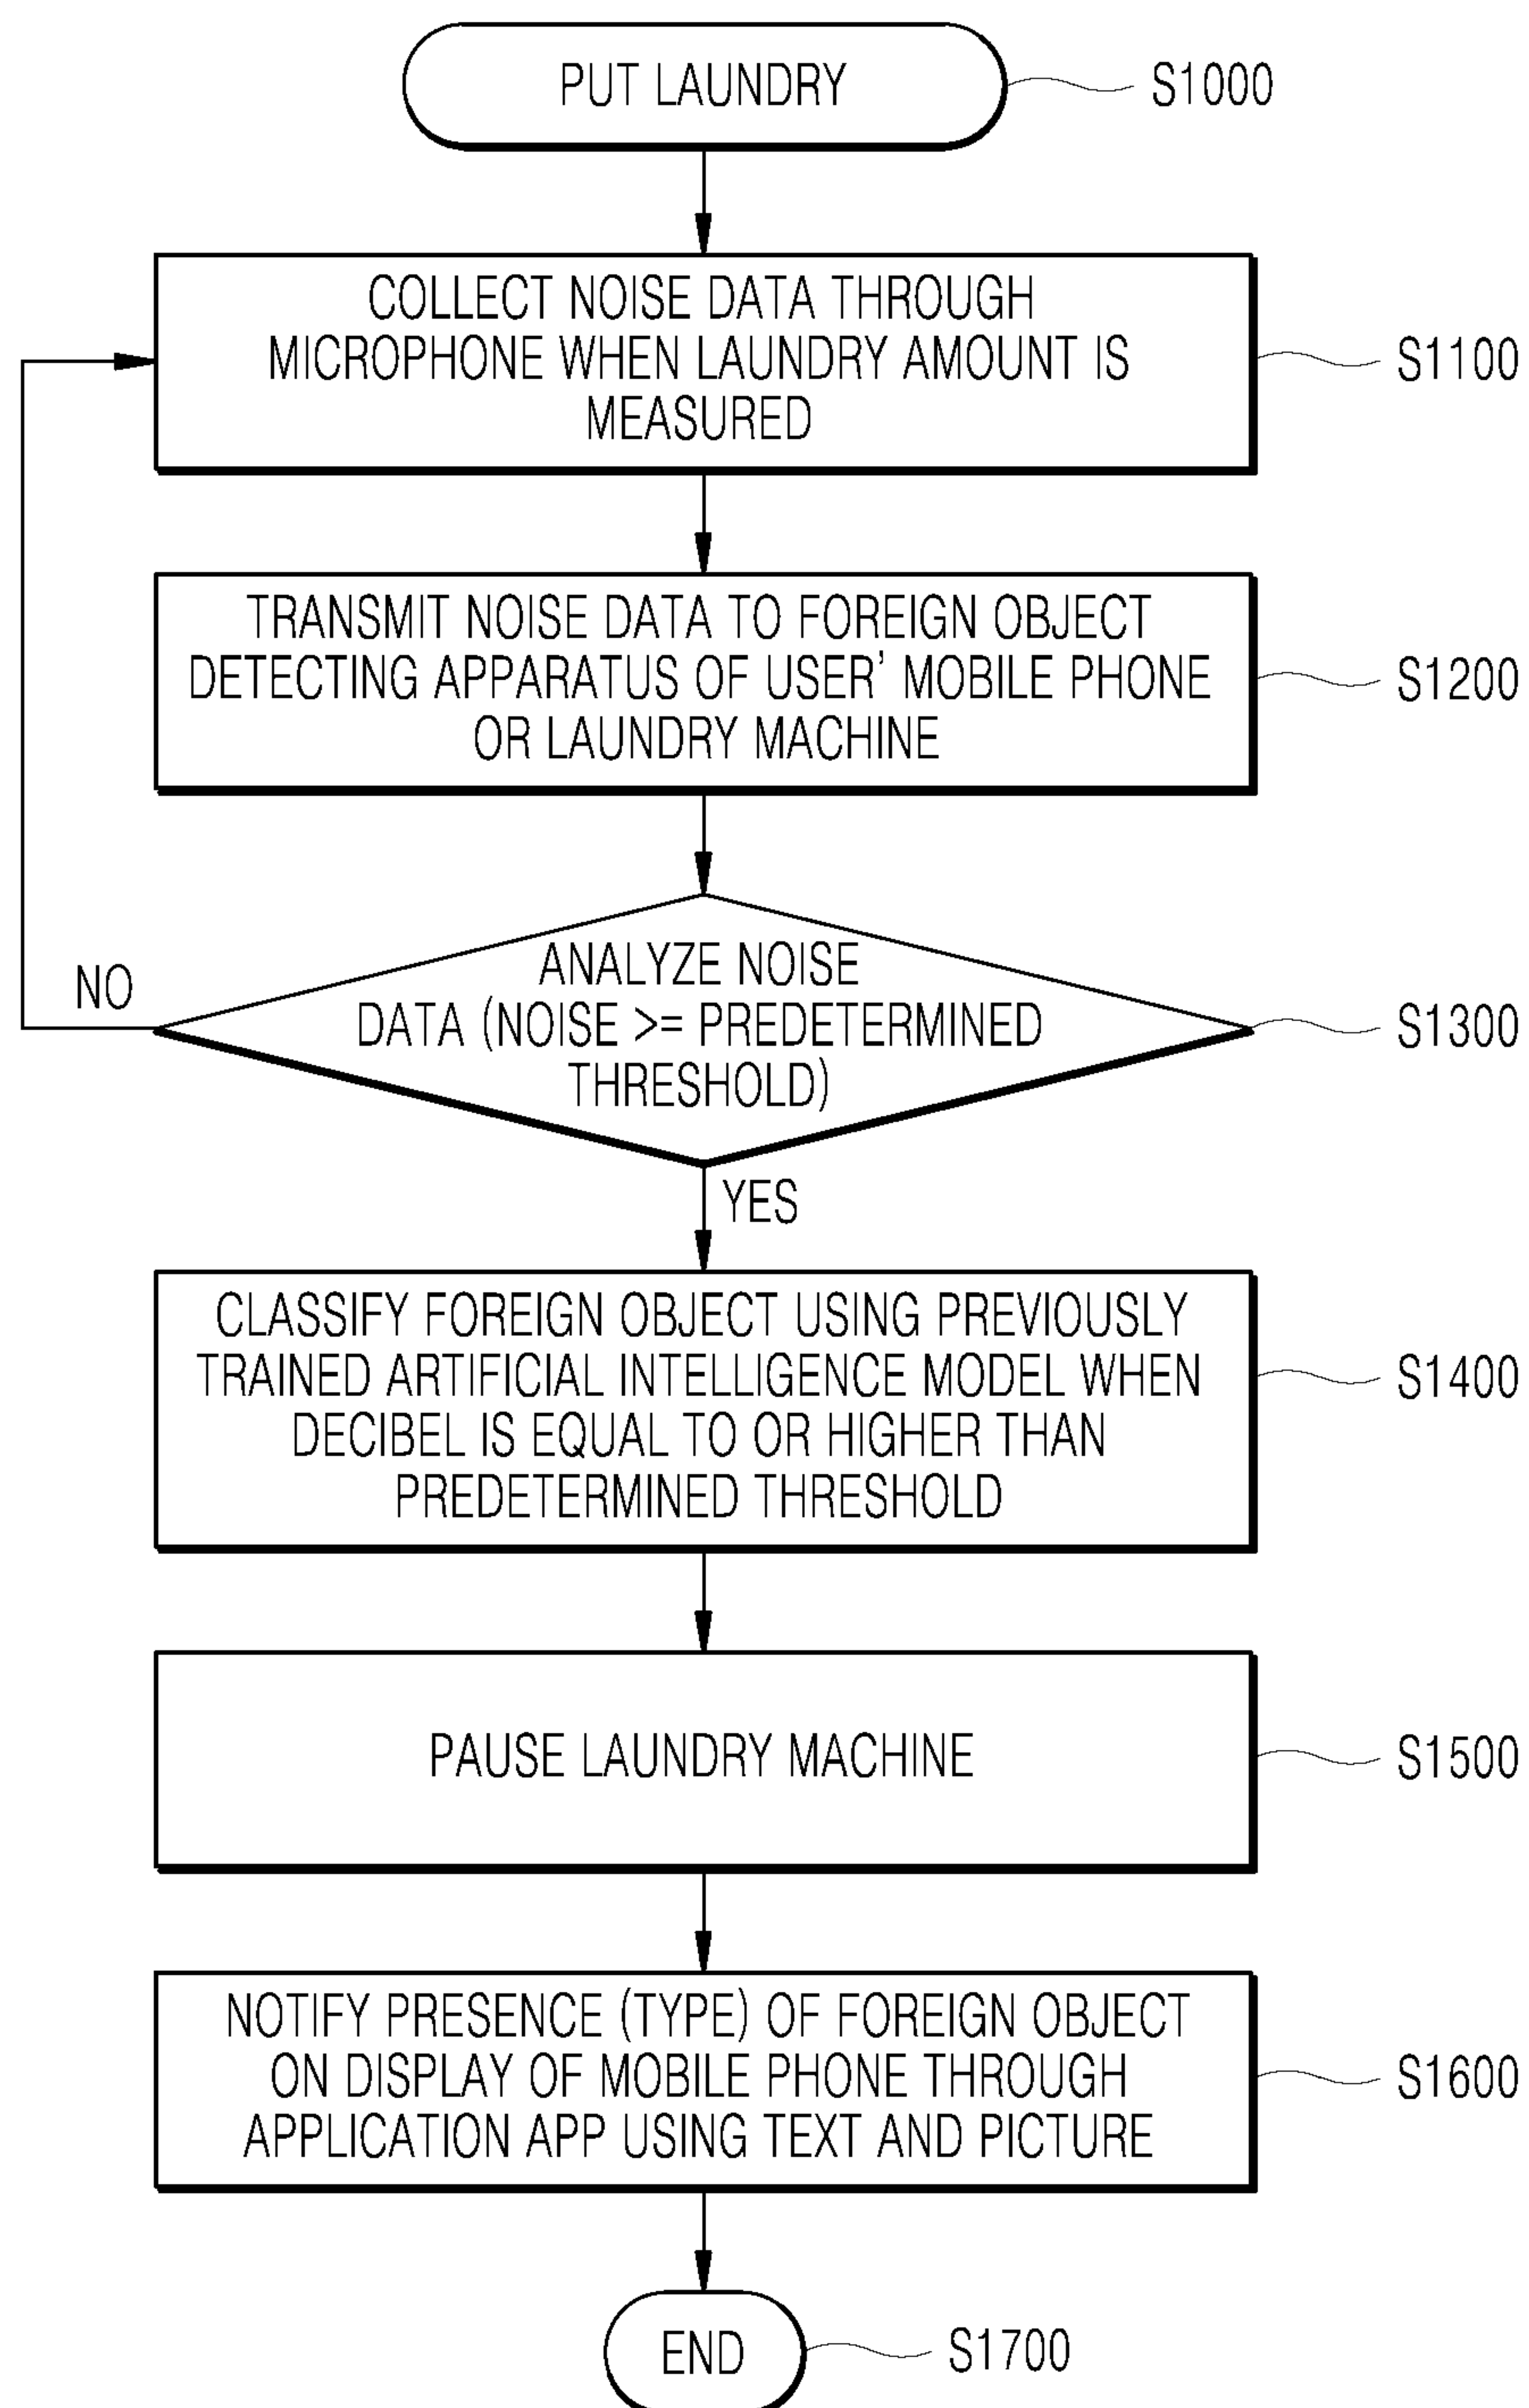 PUT LAUNDRY
S1000
COLLECT NOISE DATA THROUGH
MICROPHONE WHEN LAUNDRY AMOUNT IS
MEASURED
S1100
TRANSMIT NOISE DATA TO FOREIGN OBJECT
DETECTING APPARATUS OF USER' MOBILE PHONE
OR LAUNDRY MACHINE
S1200
ANALYZE NOISE
DATA (NOISE >= PREDETERMINED
THRESHOLD)
S1300
NO
YES
CLASSIFY FOREIGN OBJECT USING PREVIOUSLY
TRAINED ARTIFICIAL INTELLIGENCE MODEL WHEN
DECIBEL IS EQUAL TO OR HIGHER THAN
PREDETERMINED THRESHOLD
S1400
PAUSE LAUNDRY MACHINE
S1500
NOTIFY PRESENCE (TYPE) OF FOREIGN OBJECT
ON DISPLAY OF MOBILE PHONE THROUGH
APPLICATION APP USING TEXT AND PICTURE
S1600
END
S1700